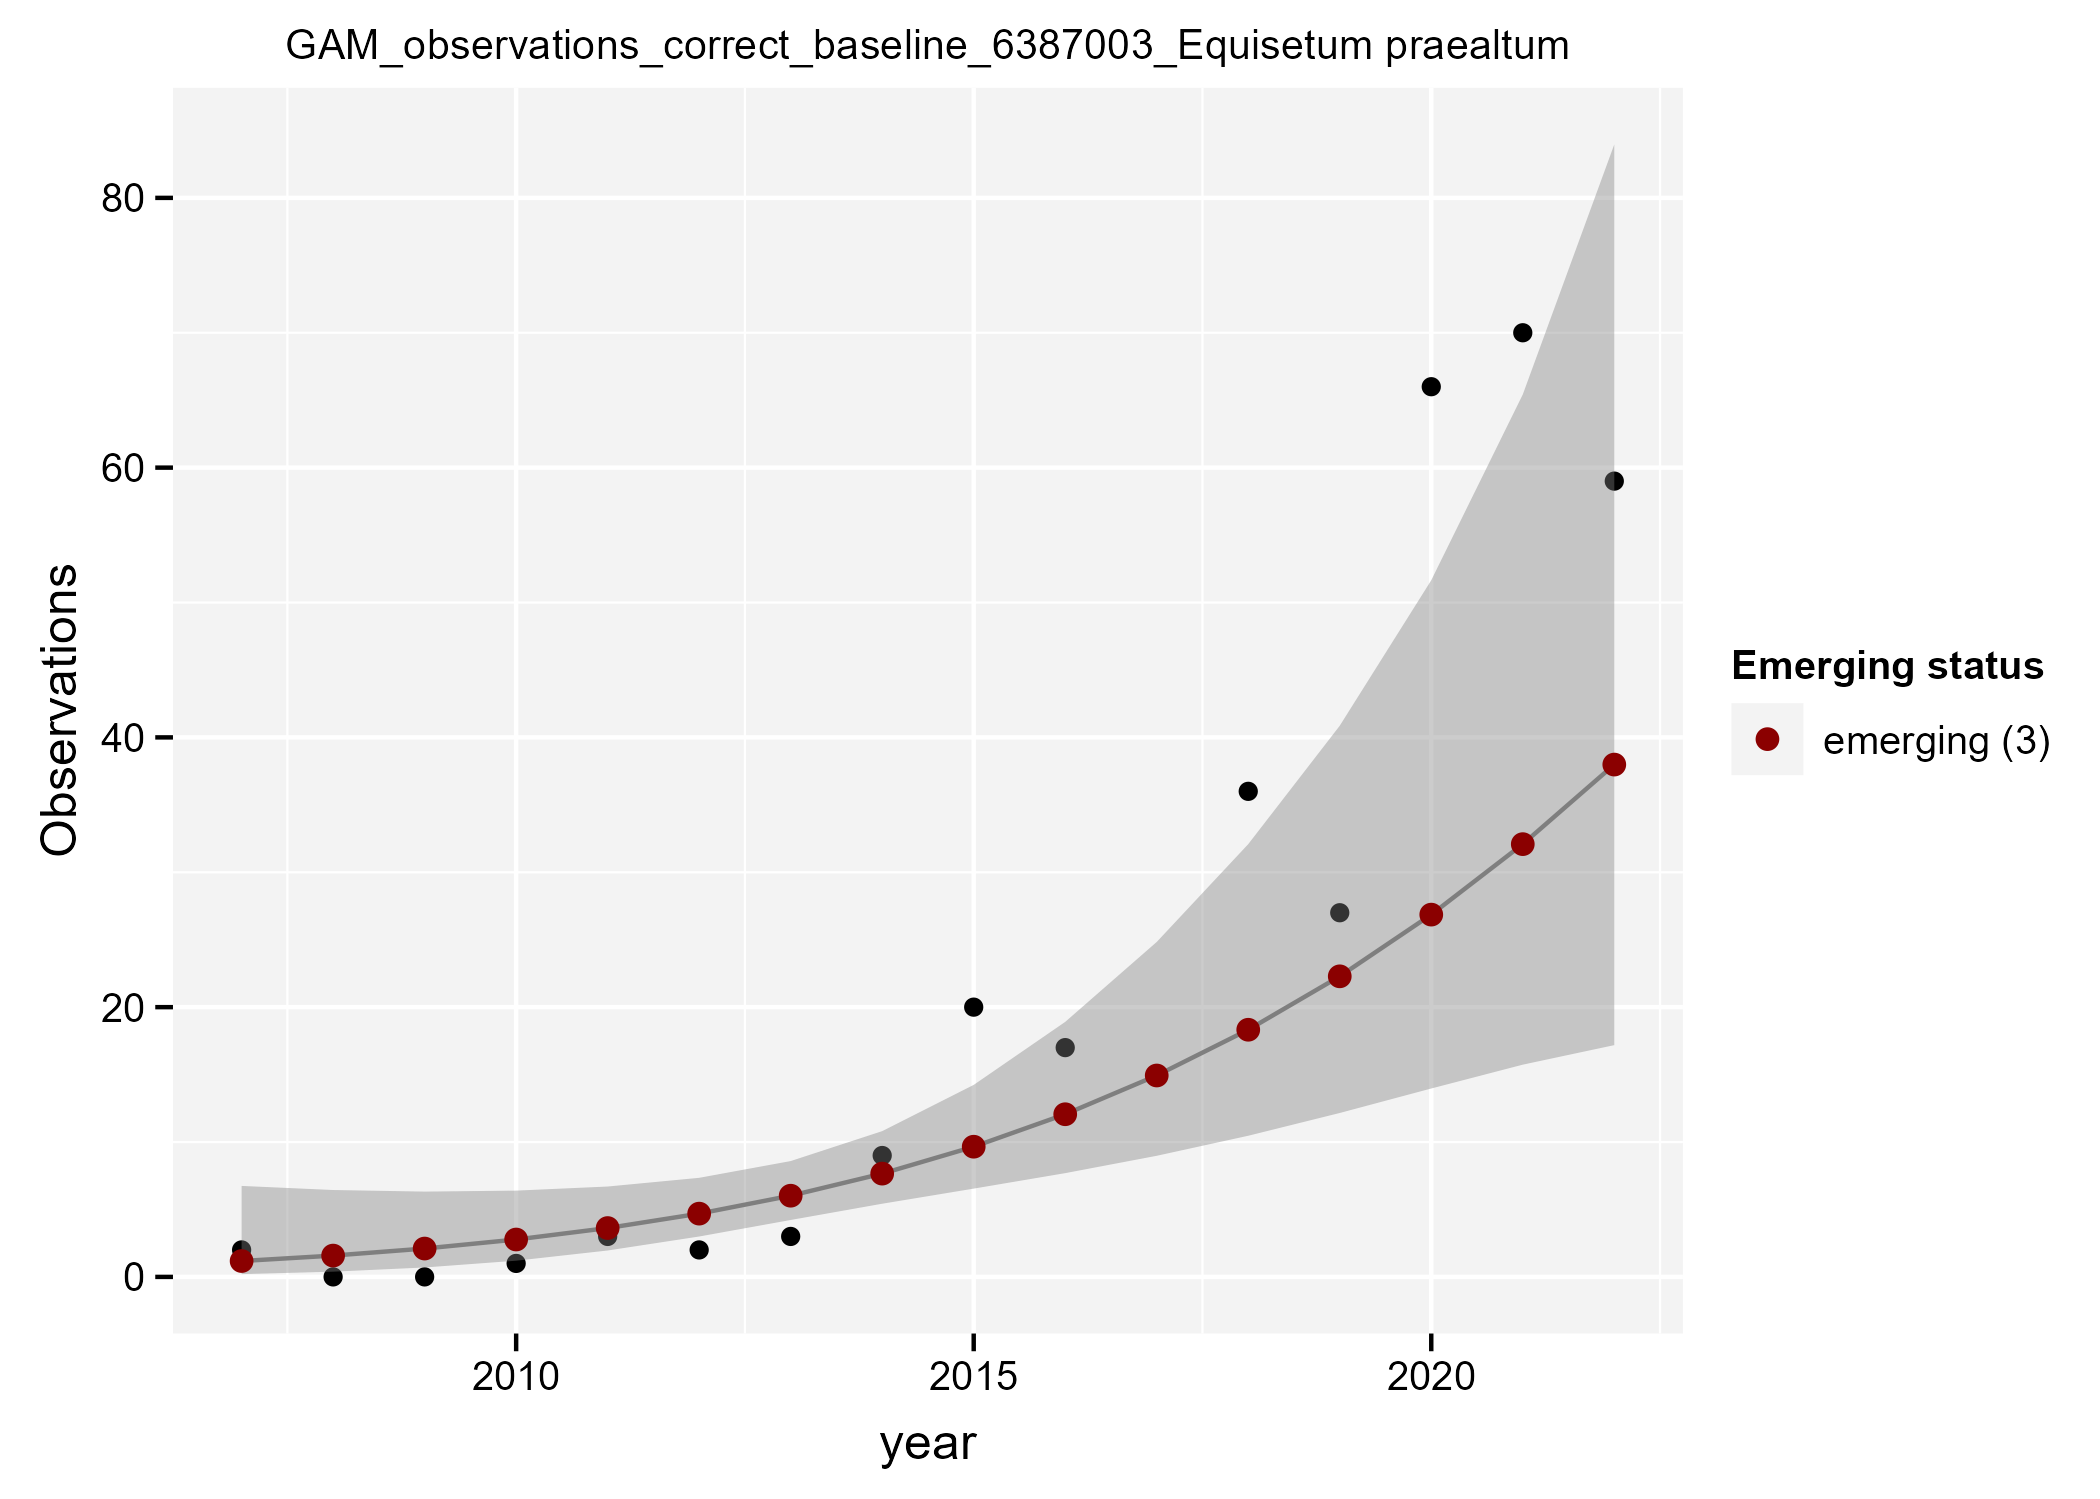 GAM_observations_correct_baseline_6387003_Equisetum praealtum
Observations
80
60
40
20
0
2010
2015
2020
year
Emerging status
emerging (3)